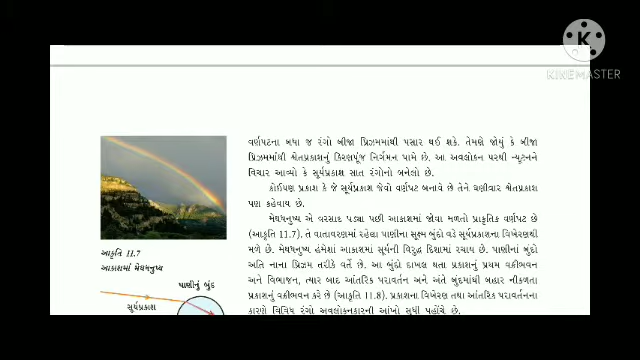 KINEMASTER
વર્ણપટના બધા જ રંગો બીજા પ્રિઝમમાંથી પસાર થઈ શકે. તેમણે જોયું કે બીજા
પ્રિઝમમાંથી શ્વેતપ્રકાશનું કિરણપૂંજ નિર્ગમન પામે છે. આ અવલોકન પરથી ન્યૂટનને
વિચાર આવ્યો કે સૂર્યપ્રકાશ સાત રંગોનો બનેલો છે.
કોઈપણ પ્રકાશ કે જે સૂર્યપ્રકાશ જેવો વર્ણપટ બનાવે છે તેને ઘણીવાર શ્વેતપ્રકાશ
પણ કહેવાય છે.
મેઘધનુષ્ય એ વરસાદ પડ્યા પછી આકાશમાં જોવા મળતો પ્રાકૃતિક વર્ણપટ છે
(આકૃતિ 11.7). તે વાતાવરણમાં રહેલા પાણીના સુક્ષ્મ બુંદો વડે સૂર્યપ્રકાશના વિખેરણથી
મળે છે. મેઘધનુષ્ય હંમેશાં આકાશમાં સૂર્યની વિરુદ્ધ દિશામાં રચાય છે. પાણીનાં બુંદો
અતિ નાના પ્રિઝમ તરીકે વર્તે છે. આ બુંદો દાખલ થતા પ્રકાશનું પ્રથમ વક્રીભવન
અને વિભાજન, ત્યાર બાદ આંતરિક પરાવર્તન અને અંતે બુંદમાંથી બહાર નીકળતા
પ્રકાશનું વક્રીભવન કરે છે (આકૃતિ 11.8). પ્રકાશના વિખેરણ તથા આંતરિક પરાવર્તનના
કારણે વિવિધ રંગો અવલોકનકારની આંખો સુધી પહોંચે છે.
આકૃતિ 11.7
આકાશમાં મેઘધનુષ્ય
પાણીનું બુંદ
સૂર્યપ્રકાશ